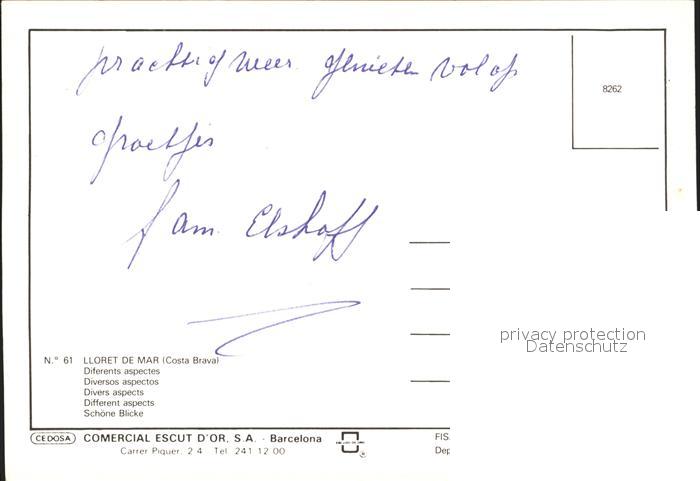 prachtig weer. genieten volop
groetjes
fam. Elshoff
8262
privacy protection
Datenschutz
N.° 61 LLORET DE MAR (Costa Brava)
Diferents aspectes
Diversos aspectos
Divers aspects
Different aspects
Schöne Blicke
CEDOSA COMERCIAL ESCUT D'OR, S.A. - Barcelona
Carrer Piquer, 2 4 Tel. 241 12 00
FIS
Dep